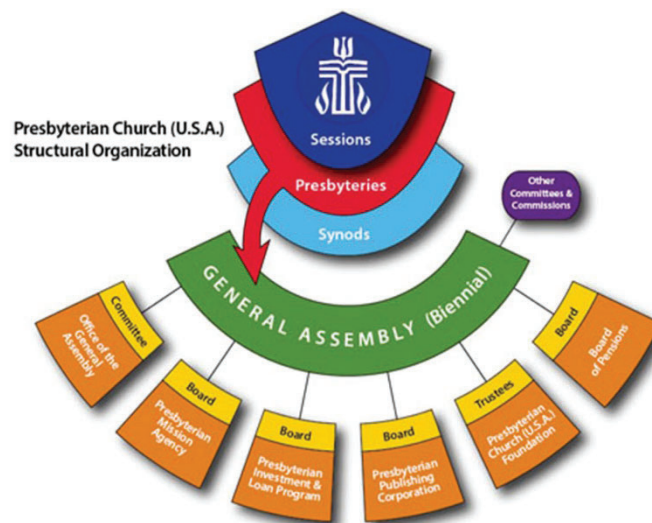 Presbyterian Church (U.S.A.)
Structural Organization
Sessions
Presbyteries
Synods
Other
Committees &
Commissions
GENERAL ASSEMBLY (Biennial)
Committee
Office of the
General
Assembly
Board
Presbyterian
Mission
Agency
Board
Presbyterian
Investment &
Loan Program
Board
Presbyterian
Publishing
Corporation
Trustees
Presbyterian
Church (U.S.A.)
Foundation
Board
Board
of Pensions